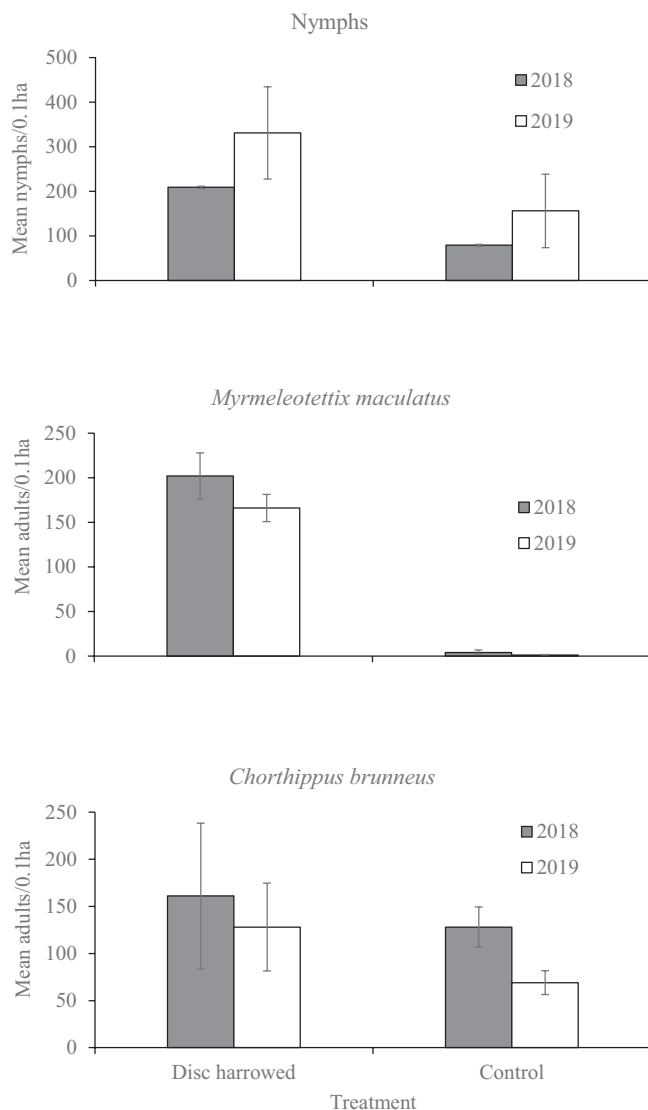 Nymphs
Mean nymphs/0.1ha
500
400
300
200
100
0
2018
2019
Myrmeleotettix maculatus
Mean adults/0.1ha
250
200
150
100
50
0
2018
2019
Chorthippus brunneus
Mean adults/0.1ha
250
200
150
100
50
0
2018
2019
Disc harrowed
Control
Treatment